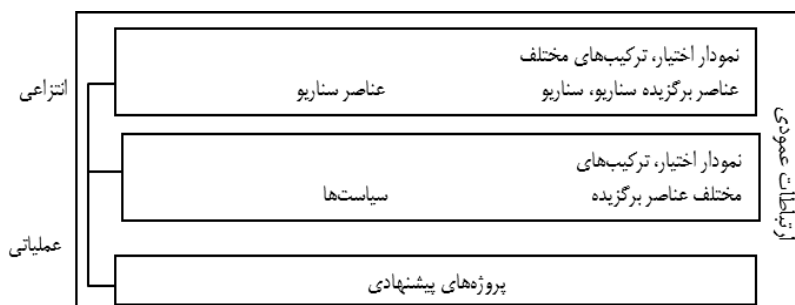 نمودار اختیار، ترکیب‌های مختلف
عناصر برگزیده سناریو، سناریو
عناصر سناریو
انتزاعی
نمودار اختیار، ترکیب‌های
مختلف عناصر برگزیده
سیاست‌ها
ارتباطات عمودی
عملیاتی
پروژه‌های پیشنهادی